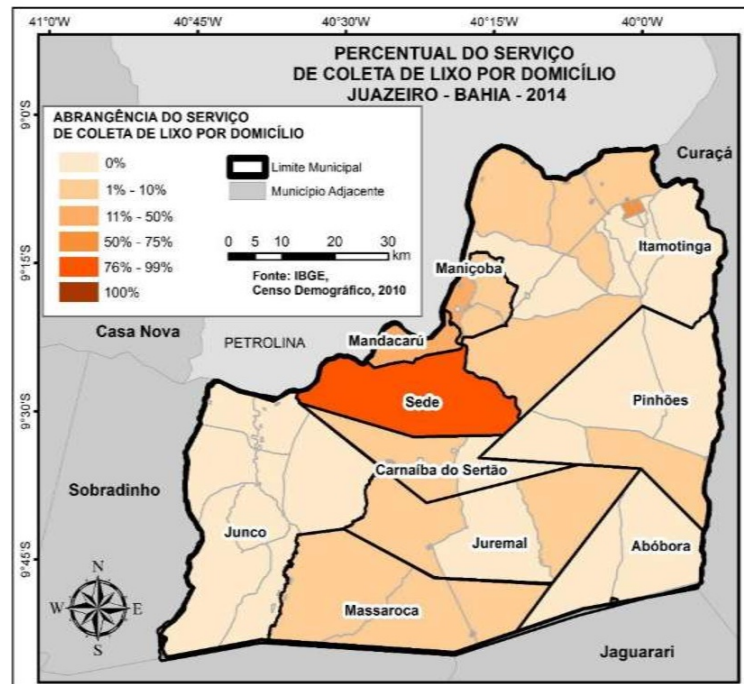 41°0'W 40°45'W 40°30'W 40°15'W 40°0'W
PERCENTUAL DO SERVIÇO
DE COLETA DE LIXO POR DOMICÍLIO
JUAZEIRO - BAHIA - 2014
9°0'S
9°15'S
9°30'S
9°45'S
ABRANGÊNCIA DO SERVIÇO
DE COLETA DE LIXO POR DOMICÍLIO
0%
1% - 10%
11% - 50%
50% - 75%
76% - 99%
100%
Limite Municipal
Município Adjacente
0 5 10 20 30
km
Fonte: IBGE,
Censo Demográfico, 2010
Curaçá
Itamotinga
Maniçoba
Casa Nova
PETROLINA
Mandacarú
Sede
Pinhões
Carnaíba do Sertão
Sobradinho
Junco
Juremal
Abóbora
Massaroca
Jaguarari
N
W E
S